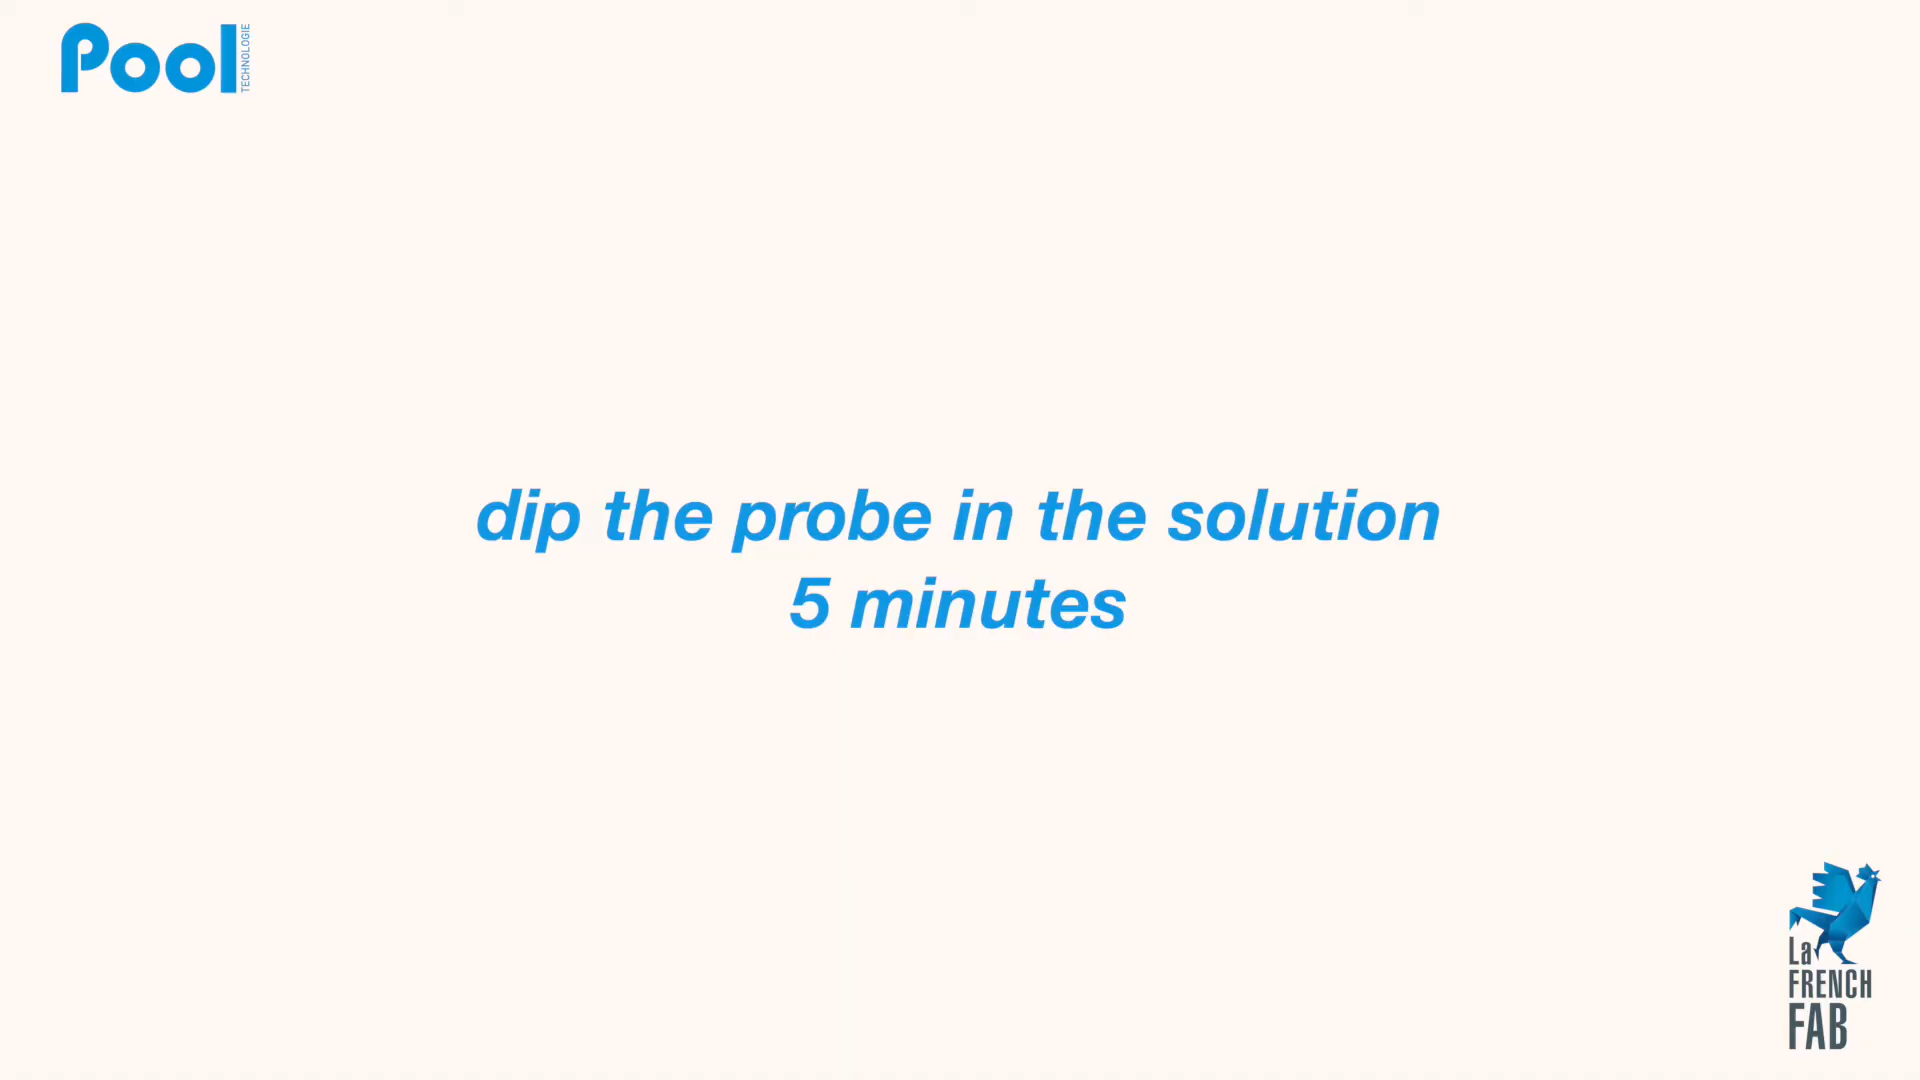 Pool
TECHNOLOGIE
dip the probe in the solution
5 minutes
La
FRENCH
FAB